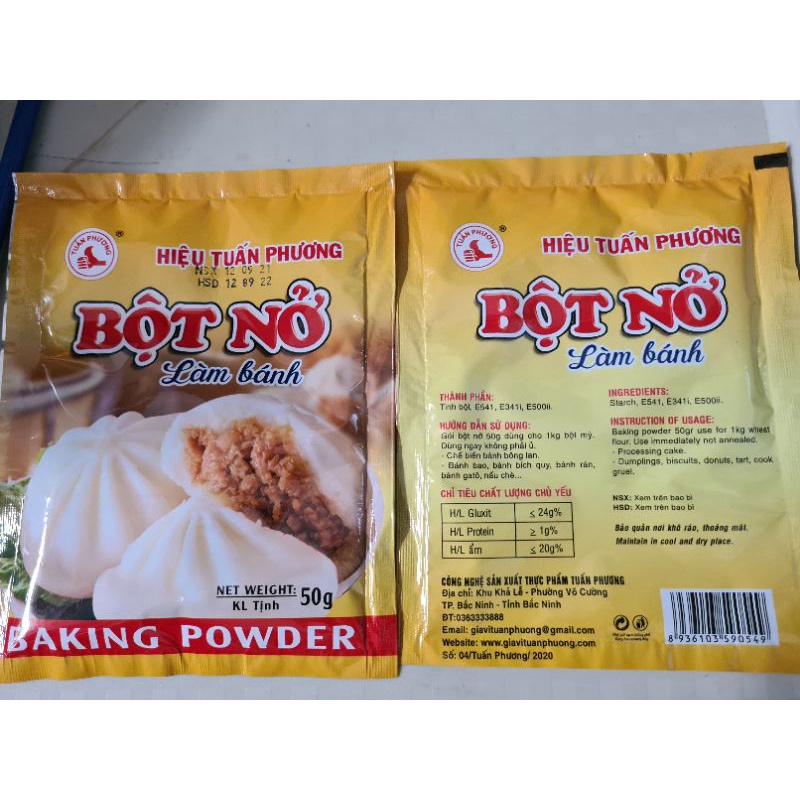 TUẤN PHƯƠNG
®
HIỆU TUẤN PHƯƠNG
NSX 12 09 21
HSD 12 89 22
BỘT NỞ
Làm bánh
NET WEIGHT:
KL Tịnh
50g
BAKING POWDER
TUẤN PHƯƠNG
®
HIỆU TUẤN PHƯƠNG
BỘT NỞ
Làm bánh
THÀNH PHẦN:
Tinh bột, E541, E341i, E500ii.
HƯỚNG DẪN SỬ DỤNG:
Gói bột nở 50g dùng cho 1kg bột mỳ.
Dùng ngay không phải ủ.
- Chế biến bánh bông lan.
- Bánh bao, bánh bích quy, bánh rán,
bánh gatô, nấu chè...
CHỈ TIÊU CHẤT LƯỢNG CHỦ YẾU
H/L Gluxit ≤ 24g%
H/L Protein ≥ 1g%
H/L ẩm ≤ 20g%
CÔNG NGHỆ SẢN XUẤT THỰC PHẨM TUẤN PHƯƠNG
Địa chỉ: Khu Khả Lễ - Phường Võ Cường
TP. Bắc Ninh - Tỉnh Bắc Ninh
ĐT:0363333888
Email: giavituanphuong@gmail.com
Website: www.giavituanphuong.com
Số: 04/Tuấn Phương/ 2020
INGREDIENTS:
Starch, E541, E341i, E500ii.
INSTRUCTION OF USAGE:
Baking powder 50gr use for 1kg wheat
flour. Use immediately not annealed.
- Processing cake.
- Dumplings, biscuits, donuts, tart, cook
gruel.
NSX: Xem trên bao bì
HSD: Xem trên bao bì
Bảo quản nơi khô ráo, thoáng mát.
Maintain in cool and dry place.
8 936103 590549